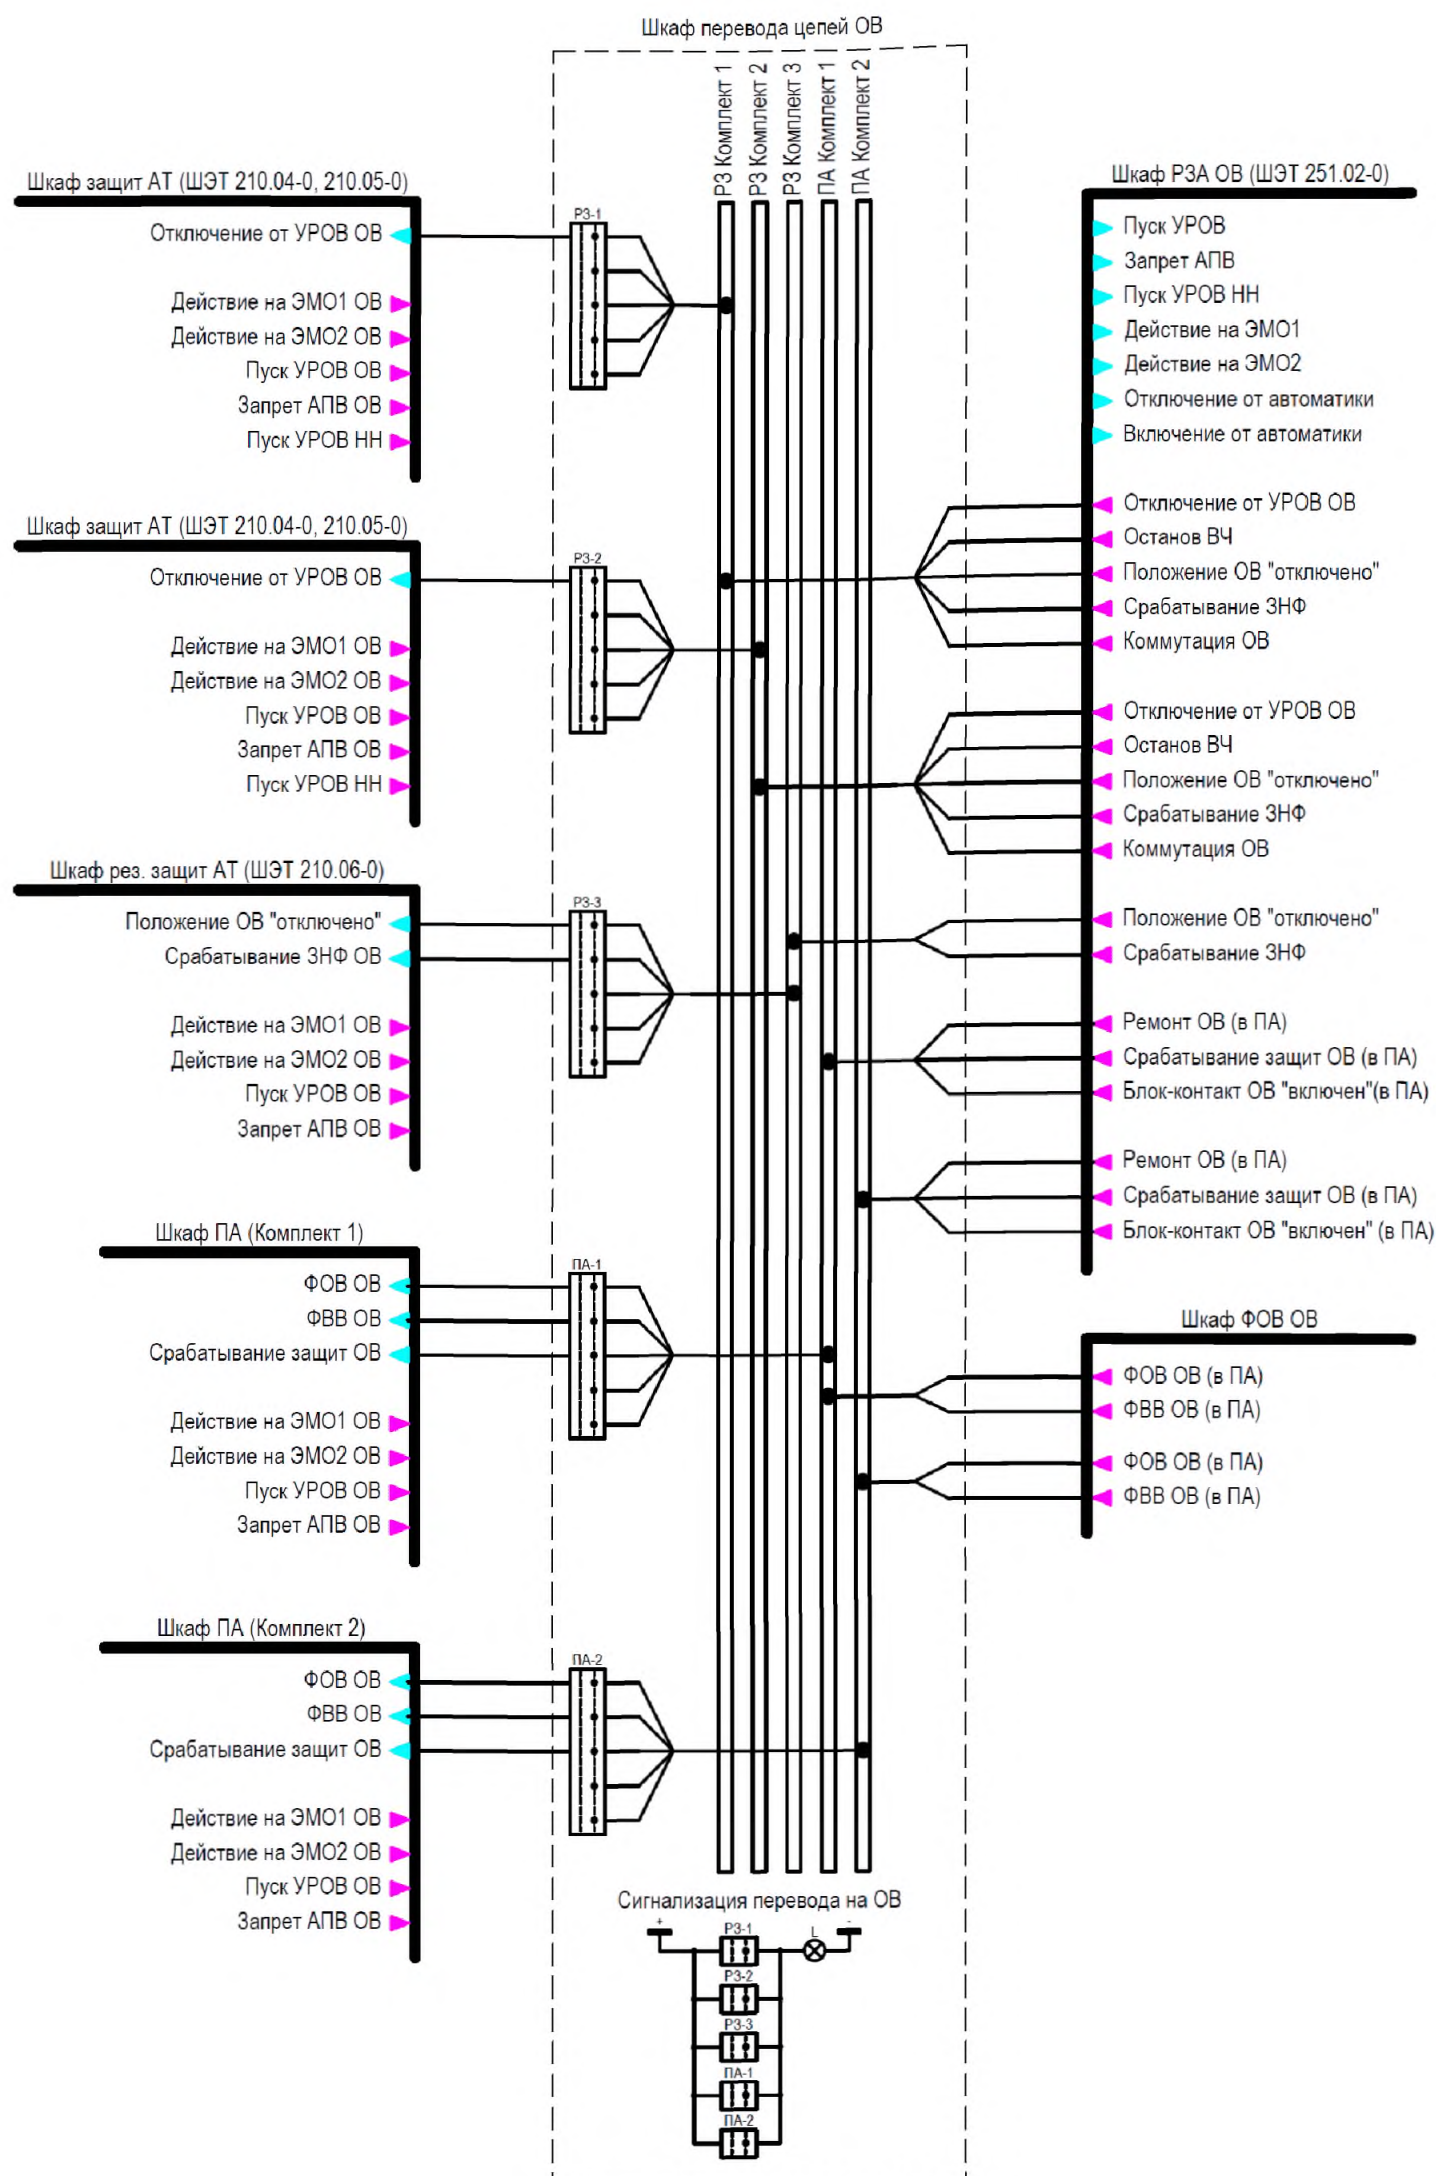 Шкаф перевода цепей ОВ
РЗ Комплект 1
РЗ Комплект 2
РЗ Комплект 3
ПА Комплект 1
ПА Комплект 2
Шкаф защит АТ (ШЭТ 210.04-0, 210.05-0)
Отключение от УРОВ ОВ
Действие на ЭМО1 ОВ
Действие на ЭМО2 ОВ
Пуск УРОВ ОВ
Запрет АПВ ОВ
Пуск УРОВ НН
РЗ-1
Шкаф защит АТ (ШЭТ 210.04-0, 210.05-0)
Отключение от УРОВ ОВ
Действие на ЭМО1 ОВ
Действие на ЭМО2 ОВ
Пуск УРОВ ОВ
Запрет АПВ ОВ
Пуск УРОВ НН
РЗ-2
Шкаф рез. защит АТ (ШЭТ 210.06-0)
Положение ОВ "отключено"
Срабатывание ЗНФ ОВ
Действие на ЭМО1 ОВ
Действие на ЭМО2 ОВ
Пуск УРОВ ОВ
Запрет АПВ ОВ
РЗ-3
Шкаф ПА (Комплект 1)
ФОВ ОВ
ФВВ ОВ
Срабатывание защит ОВ
Действие на ЭМО1 ОВ
Действие на ЭМО2 ОВ
Пуск УРОВ ОВ
Запрет АПВ ОВ
ПА-1
Шкаф ПА (Комплект 2)
ФОВ ОВ
ФВВ ОВ
Срабатывание защит ОВ
Действие на ЭМО1 ОВ
Действие на ЭМО2 ОВ
Пуск УРОВ ОВ
Запрет АПВ ОВ
ПА-2
Шкаф РЗА ОВ (ШЭТ 251.02-0)
Пуск УРОВ
Запрет АПВ
Пуск УРОВ НН
Действие на ЭМО1
Действие на ЭМО2
Отключение от автоматики
Включение от автоматики
Отключение от УРОВ ОВ
Останов ВЧ
Положение ОВ "отключено"
Срабатывание ЗНФ
Коммутация ОВ
Отключение от УРОВ ОВ
Останов ВЧ
Положение ОВ "отключено"
Срабатывание ЗНФ
Коммутация ОВ
Положение ОВ "отключено"
Срабатывание ЗНФ
Ремонт ОВ (в ПА)
Срабатывание защит ОВ (в ПА)
Блок-контакт ОВ "включен"(в ПА)
Ремонт ОВ (в ПА)
Срабатывание защит ОВ (в ПА)
Блок-контакт ОВ "включен" (в ПА)
Шкаф ФОВ ОВ
ФОВ ОВ (в ПА)
ФВВ ОВ (в ПА)
ФОВ ОВ (в ПА)
ФВВ ОВ (в ПА)
Сигнализация перевода на ОВ
+
РЗ-1
L
-
РЗ-2
РЗ-3
ПА-1
ПА-2